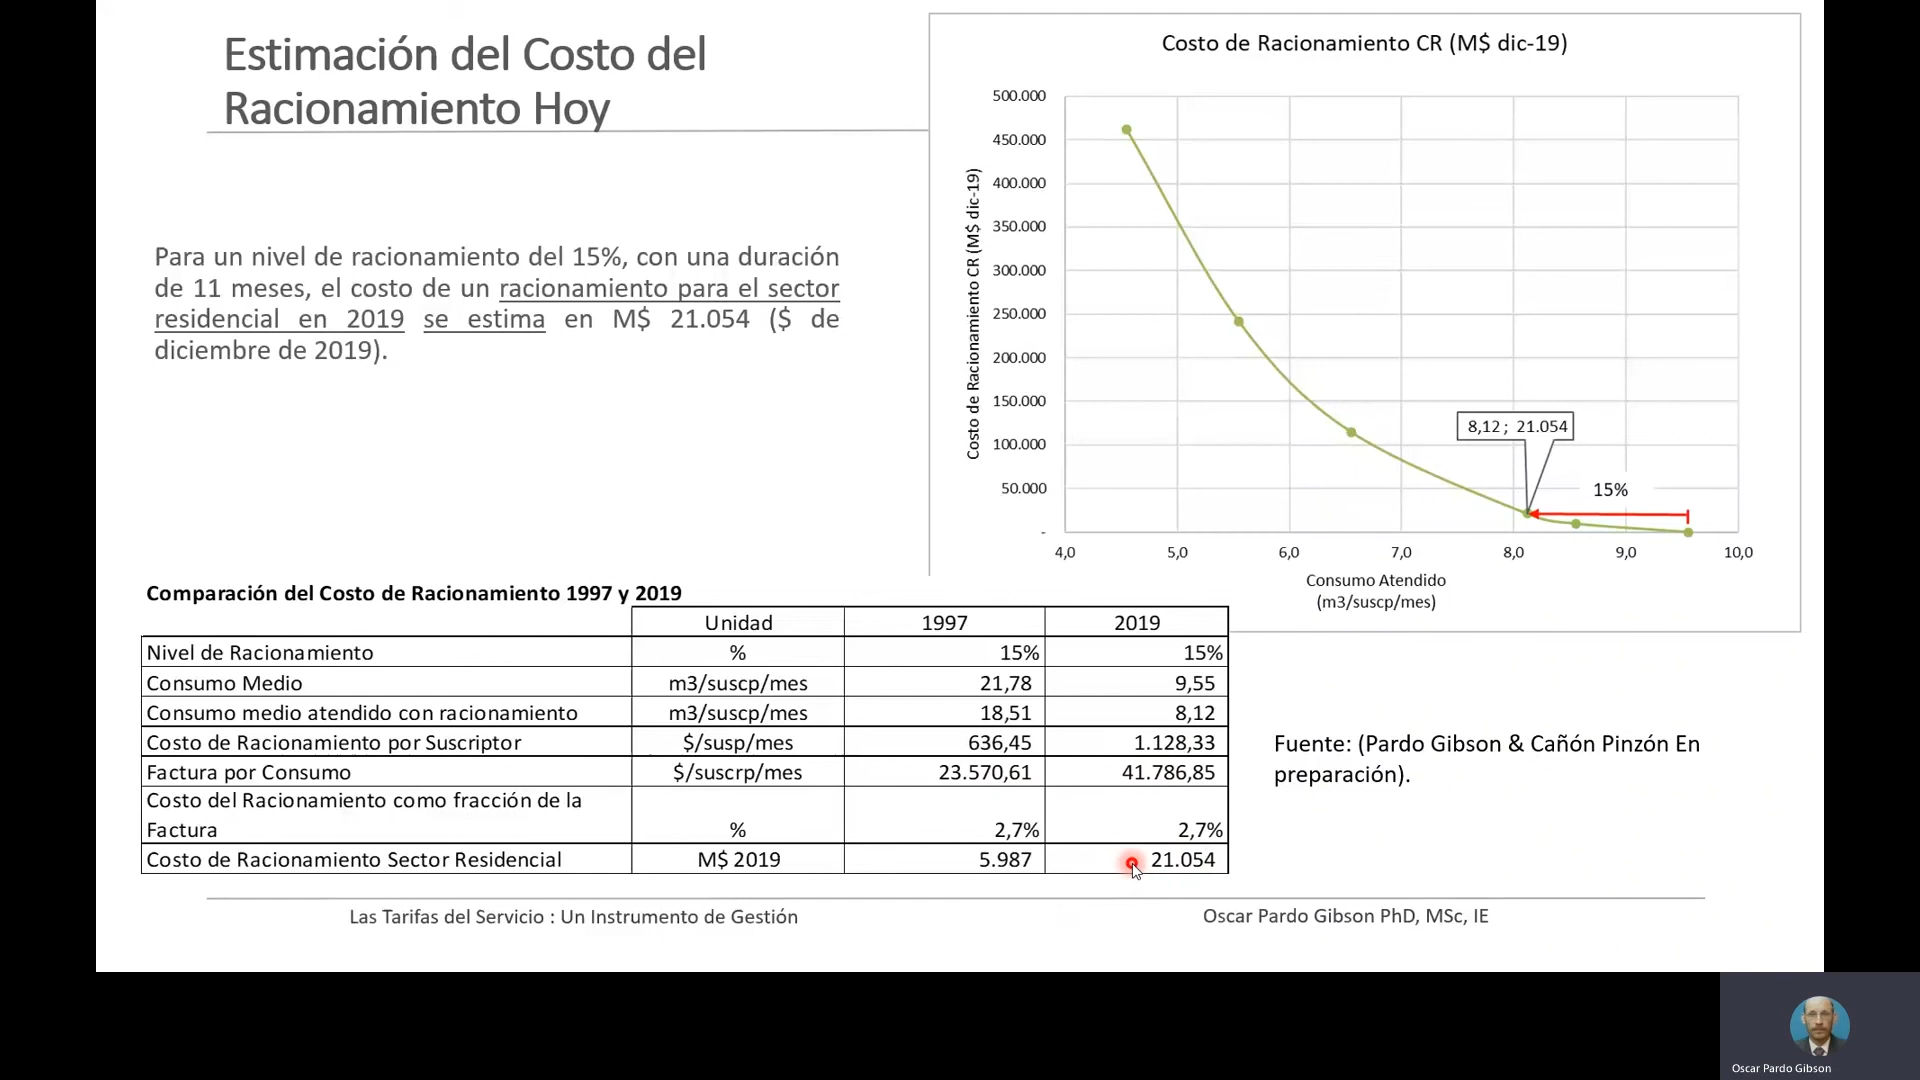 Estimación del Costo del
Racionamiento Hoy
Para un nivel de racionamiento del 15%, con una duración
de 11 meses, el costo de un racionamiento para el sector
residencial en 2019 se estima en M$ 21.054 ($ de
diciembre de 2019).
Costo de Racionamiento CR (M$ dic-19)
Costo de Racionamiento CR (M$ dic-19)
500.000
450.000
400.000
350.000
300.000
250.000
200.000
150.000
100.000
50.000
-
8,12 ; 21.054
15%
4,0 5,0 6,0 7,0 8,0 9,0 10,0
Consumo Atendido
(m3/suscp/mes)
Comparación del Costo de Racionamiento 1997 y 2019
Unidad 1997 2019
Nivel de Racionamiento % 15% 15%
Consumo Medio m3/suscp/mes 21,78 9,55
Consumo medio atendido con racionamiento m3/suscp/mes 18,51 8,12
Costo de Racionamiento por Suscriptor $/susp/mes 636,45 1.128,33
Factura por Consumo $/suscrp/mes 23.570,61 41.786,85
Costo del Racionamiento como fracción de la
Factura % 2,7% 2,7%
Costo de Racionamiento Sector Residencial M$ 2019 5.987 21.054
Fuente: (Pardo Gibson & Cañón Pinzón En
preparación).
Las Tarifas del Servicio : Un Instrumento de Gestión
Oscar Pardo Gibson PhD, MSc, IE
Oscar Pardo Gibson